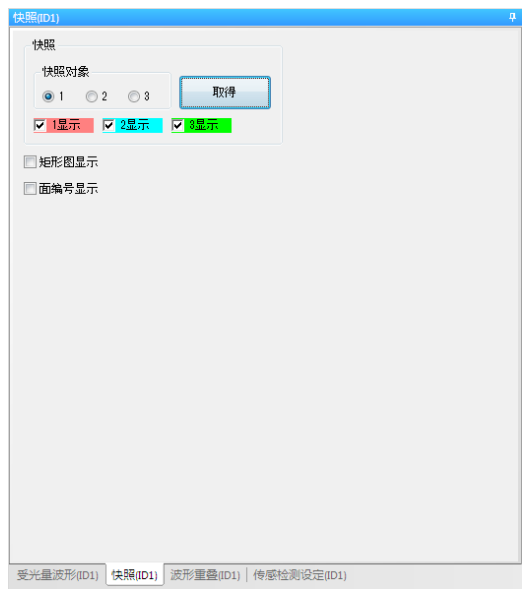 快照(ID1)
快照
快照对象
1 2 3
取得
1显示 2显示 3显示
矩形图显示
面编号显示
受光量波形(ID1) 快照(ID1) 波形重叠(ID1) 传感检测设定(ID1)